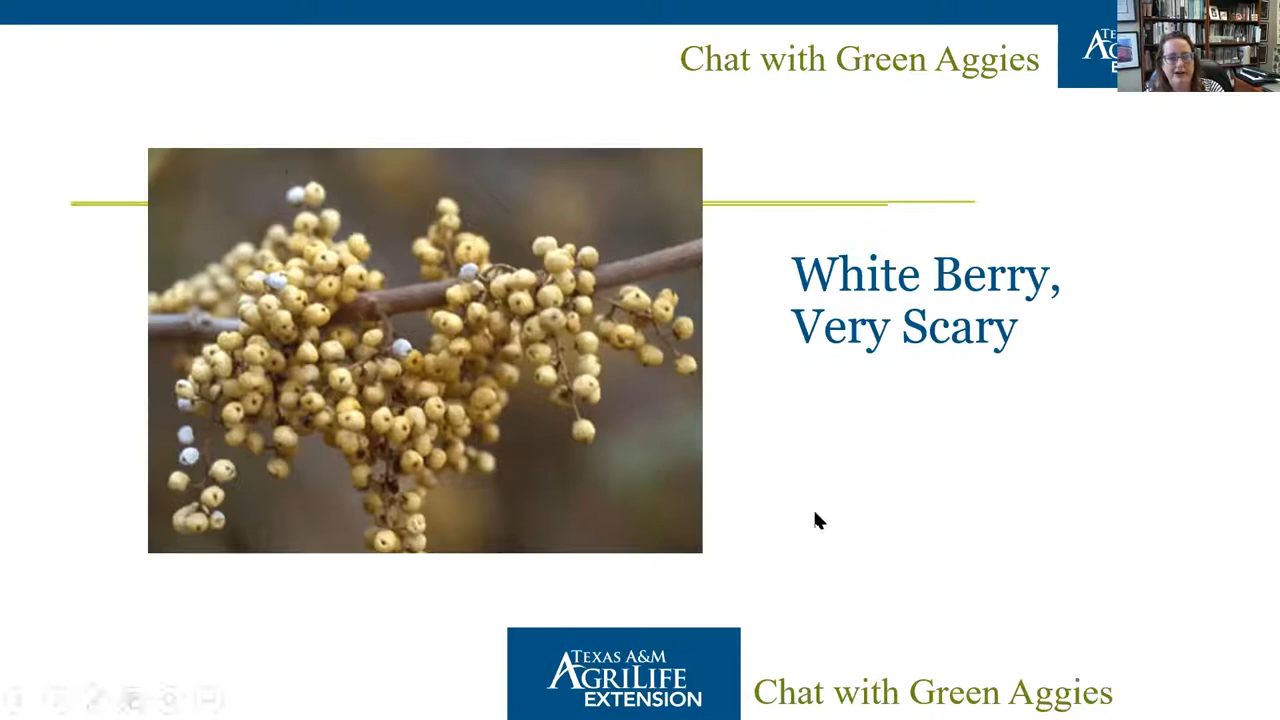 Chat with Green Aggies
White Berry,
Very Scary
TEXAS A&M
AGRILIFE
EXTENSION
Chat with Green Aggies